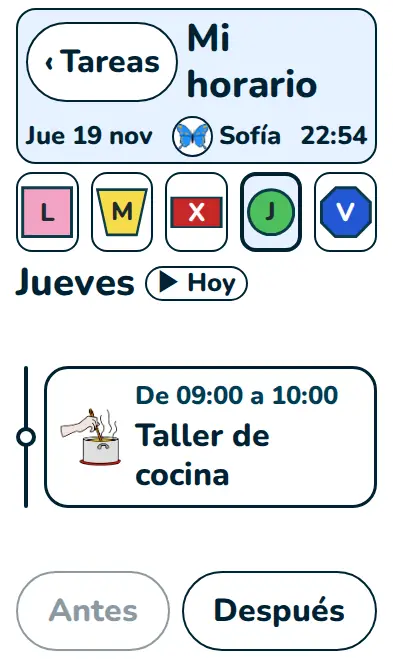 ‹ Tareas
Mi
horario
Jue 19 nov
Sofía
22:54
L
M
X
J
V
Jueves
▶ Hoy
De 09:00 a 10:00
Taller de
cocina
Antes
Después